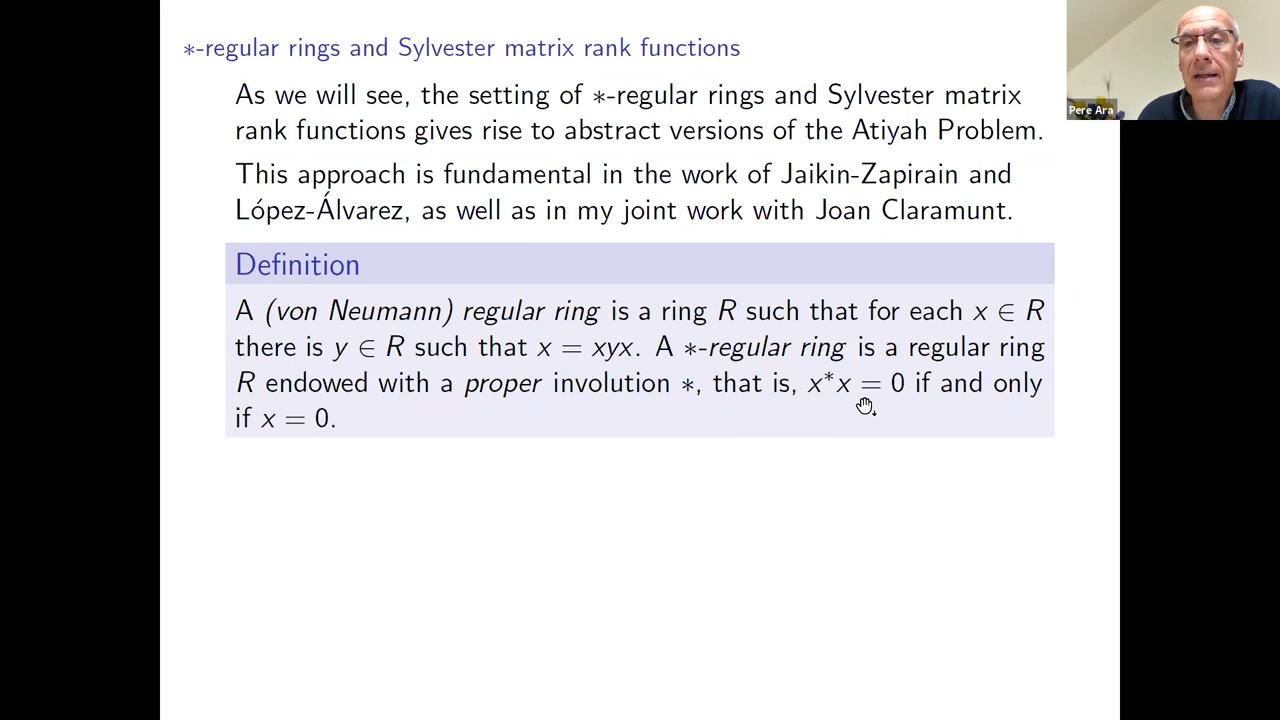 ∗-regular rings and Sylvester matrix rank functions
As we will see, the setting of ∗-regular rings and Sylvester matrix
rank functions gives rise to abstract versions of the Atiyah Problem.
This approach is fundamental in the work of Jaikin-Zapirain and
López-Álvarez, as well as in my joint work with Joan Claramunt.
Definition
A (von Neumann) regular ring is a ring R such that for each x ∈ R
there is y ∈ R such that x = xyx. A ∗-regular ring is a regular ring
R endowed with a proper involution ∗, that is, x*x = 0 if and only
if x = 0.
Pere Ara